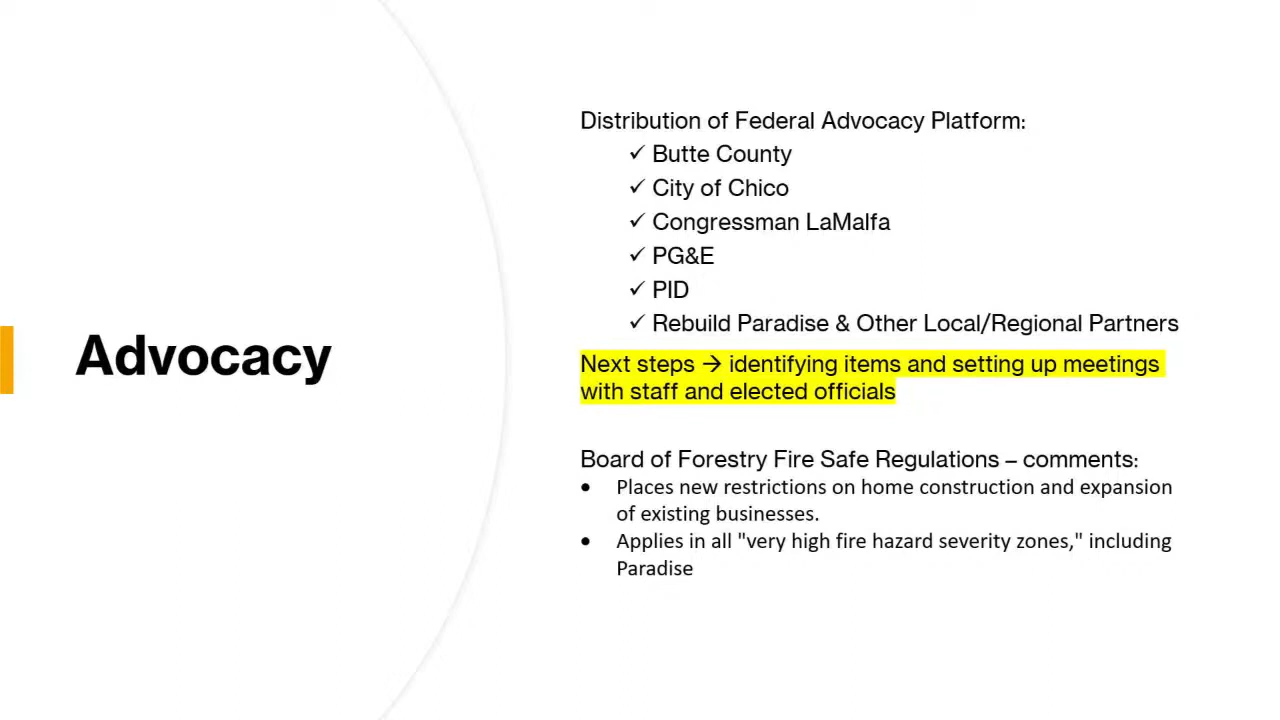 Advocacy
Distribution of Federal Advocacy Platform:
✓ Butte County
✓ City of Chico
✓ Congressman LaMalfa
✓ PG&E
✓ PID
✓ Rebuild Paradise & Other Local/Regional Partners
Next steps → identifying items and setting up meetings
with staff and elected officials
Board of Forestry Fire Safe Regulations – comments:
• Places new restrictions on home construction and expansion
of existing businesses.
• Applies in all "very high fire hazard severity zones," including
Paradise